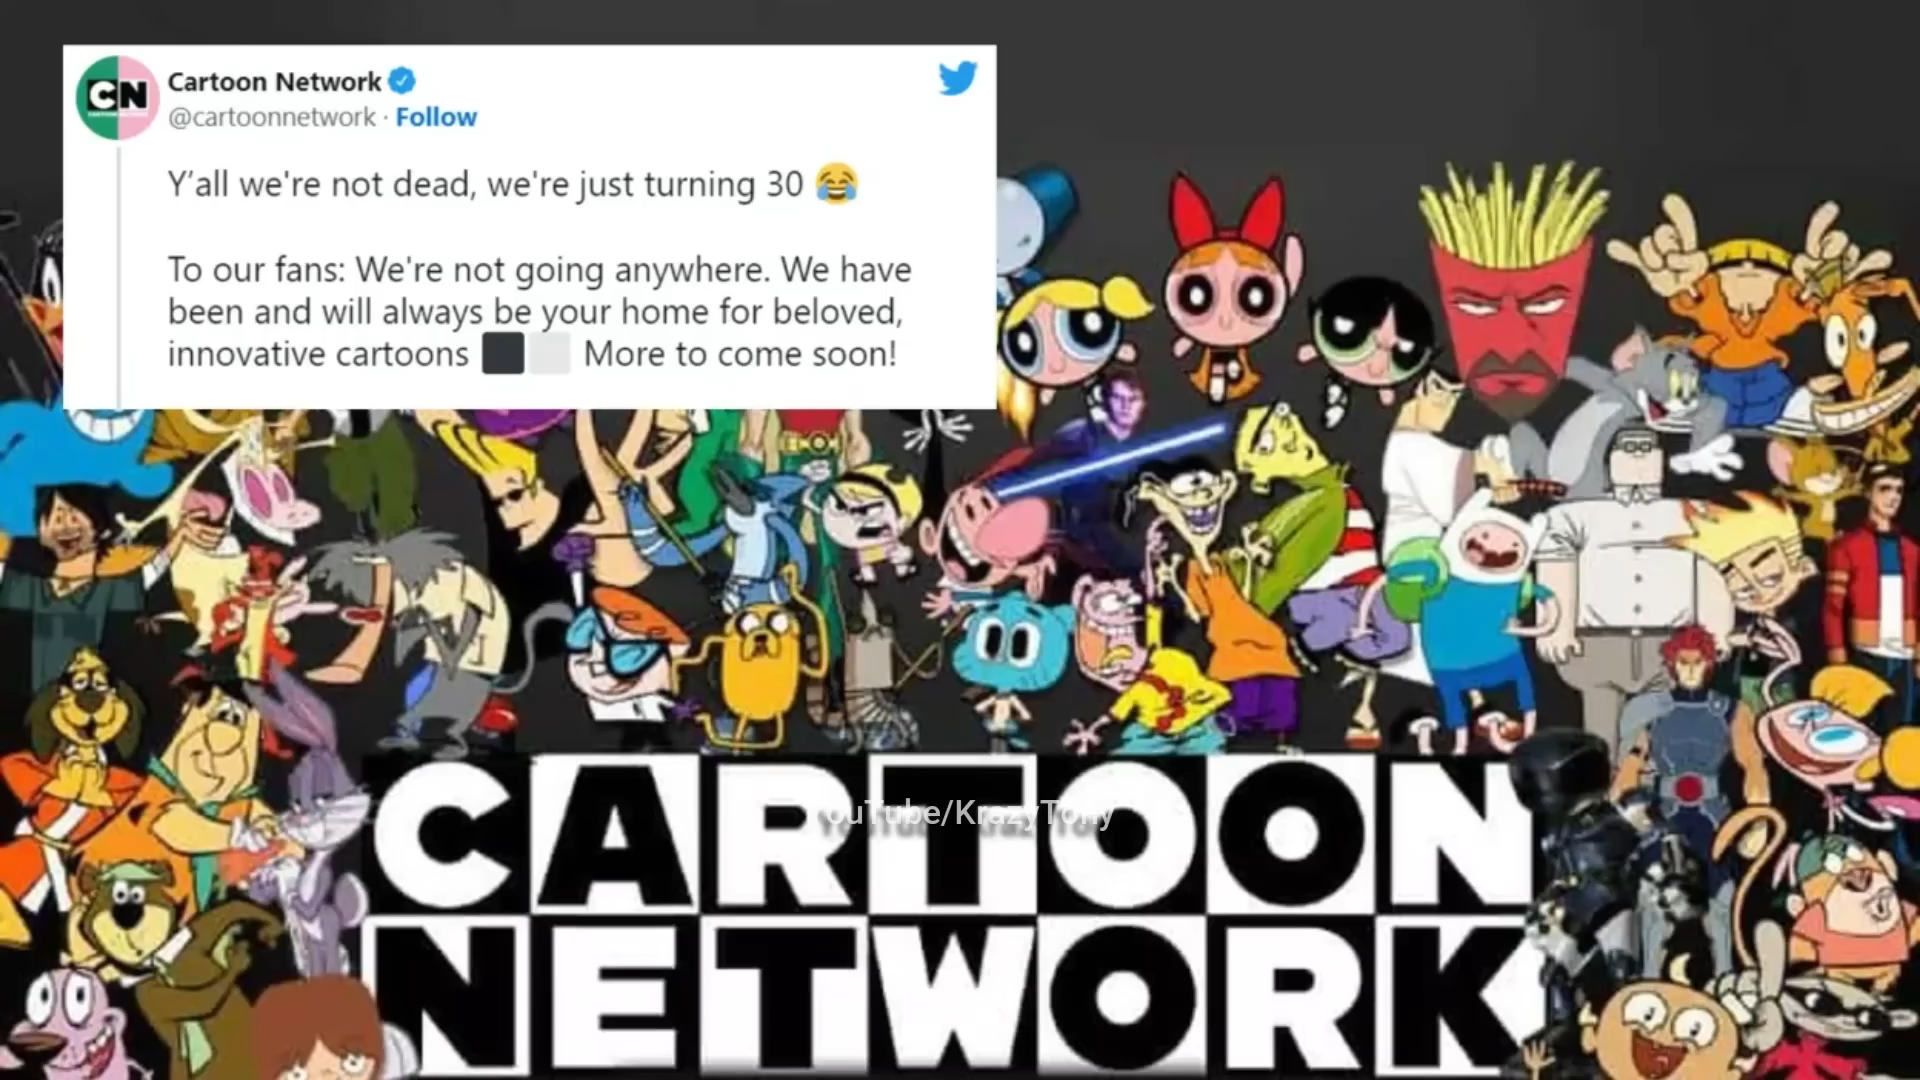 CN
Cartoon Network
@cartoonnetwork · Follow
Y’all we're not dead, we're just turning 30 😂
To our fans: We're not going anywhere. We have
been and will always be your home for beloved,
innovative cartoons ⬛⬜ More to come soon!
CARTOON
YouTube/KrazyTony
NETWORK